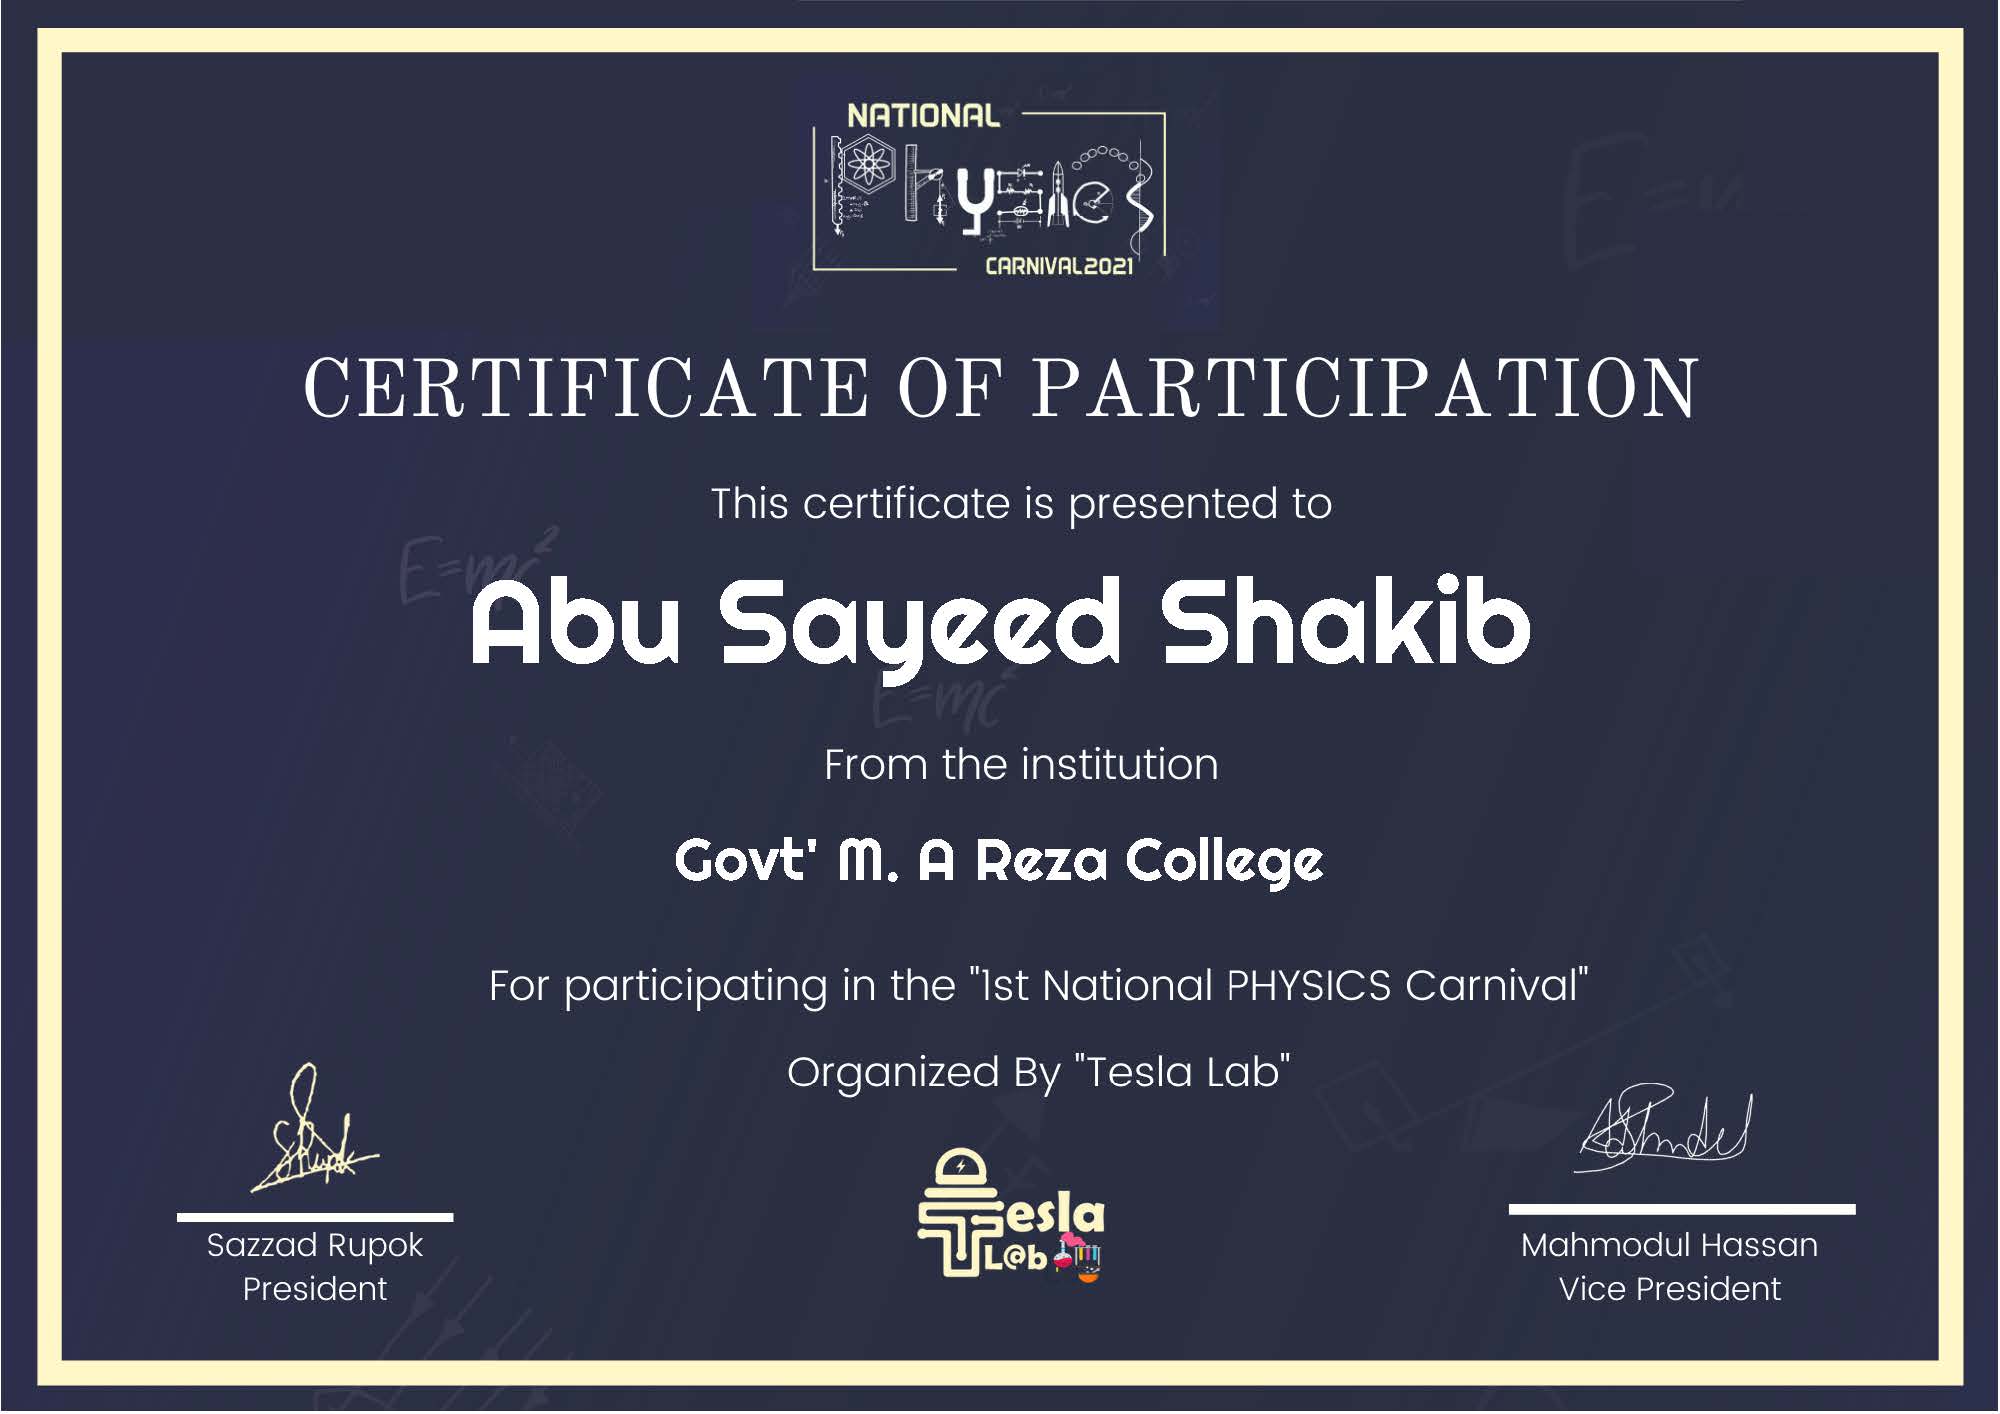 NATIONAL
Physics
CARNIVAL2021
CERTIFICATE OF PARTICIPATION
This certificate is presented to
E=mc²
Abu Sayeed Shakib
E=mc²
From the institution
Govt' M. A Reza College
For participating in the "1st National PHYSICS Carnival"
Organized By "Tesla Lab"
Tesla
L@b
Sazzad Rupok
President
Mahmodul Hassan
Vice President